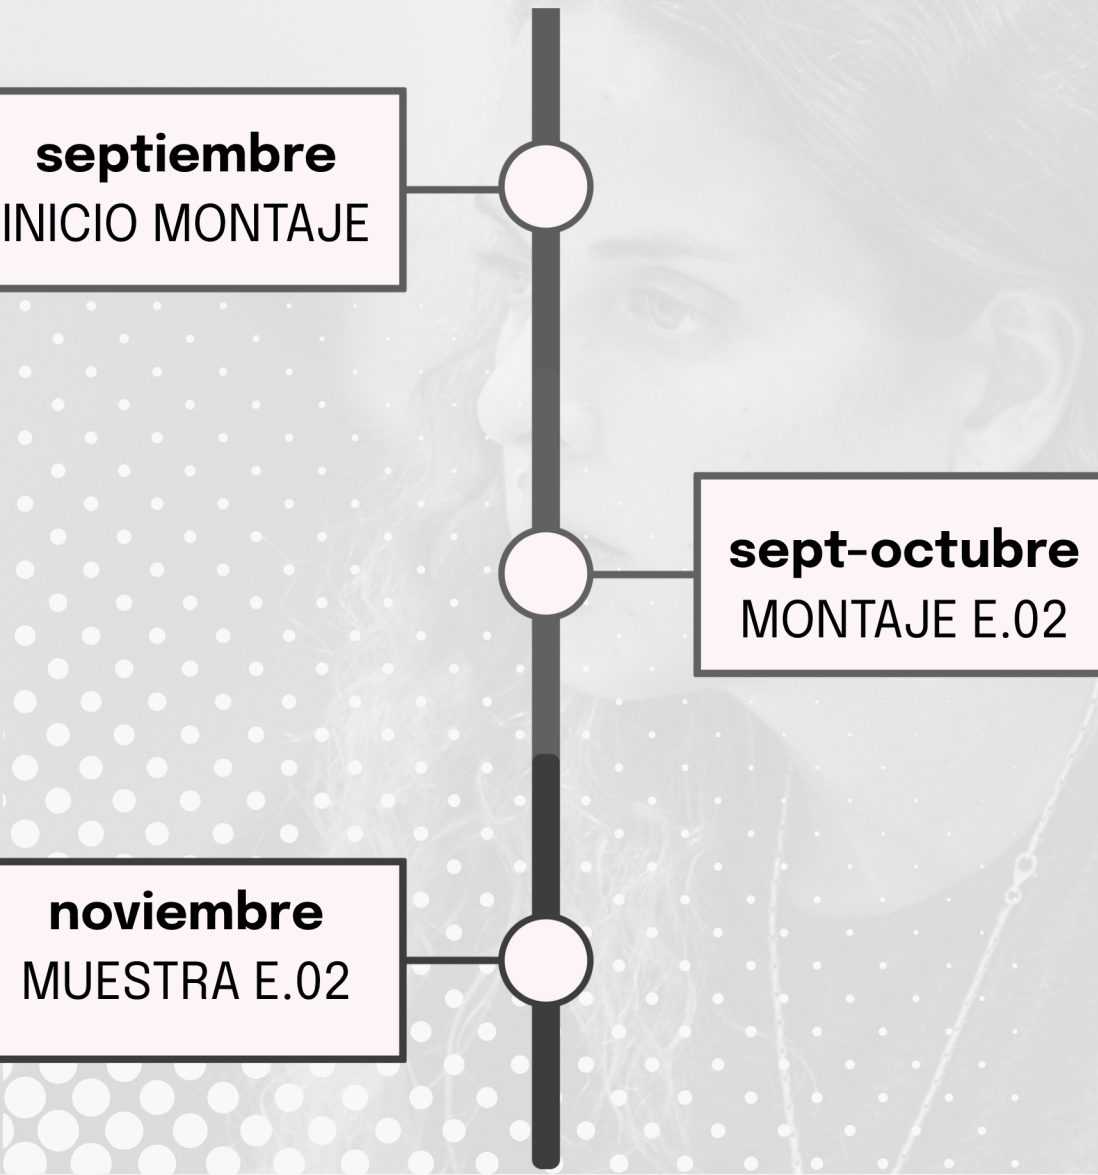 septiembre
INICIO MONTAJE
sept-octubre
MONTAJE E.02
noviembre
MUESTRA E.02